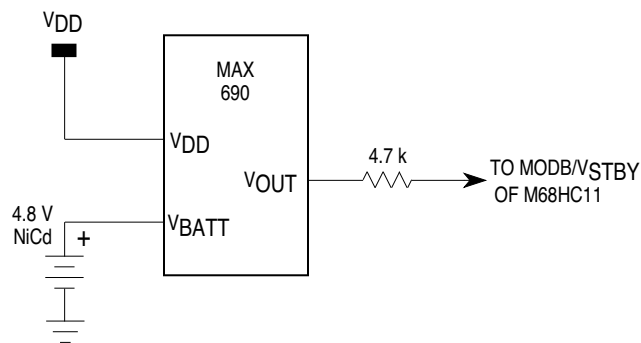 VDD
MAX
690
VDD
4.7 k
VOUT
TO MODB/VSTBY
OF M68HC11
4.8 V
NiCd
+
VBATT